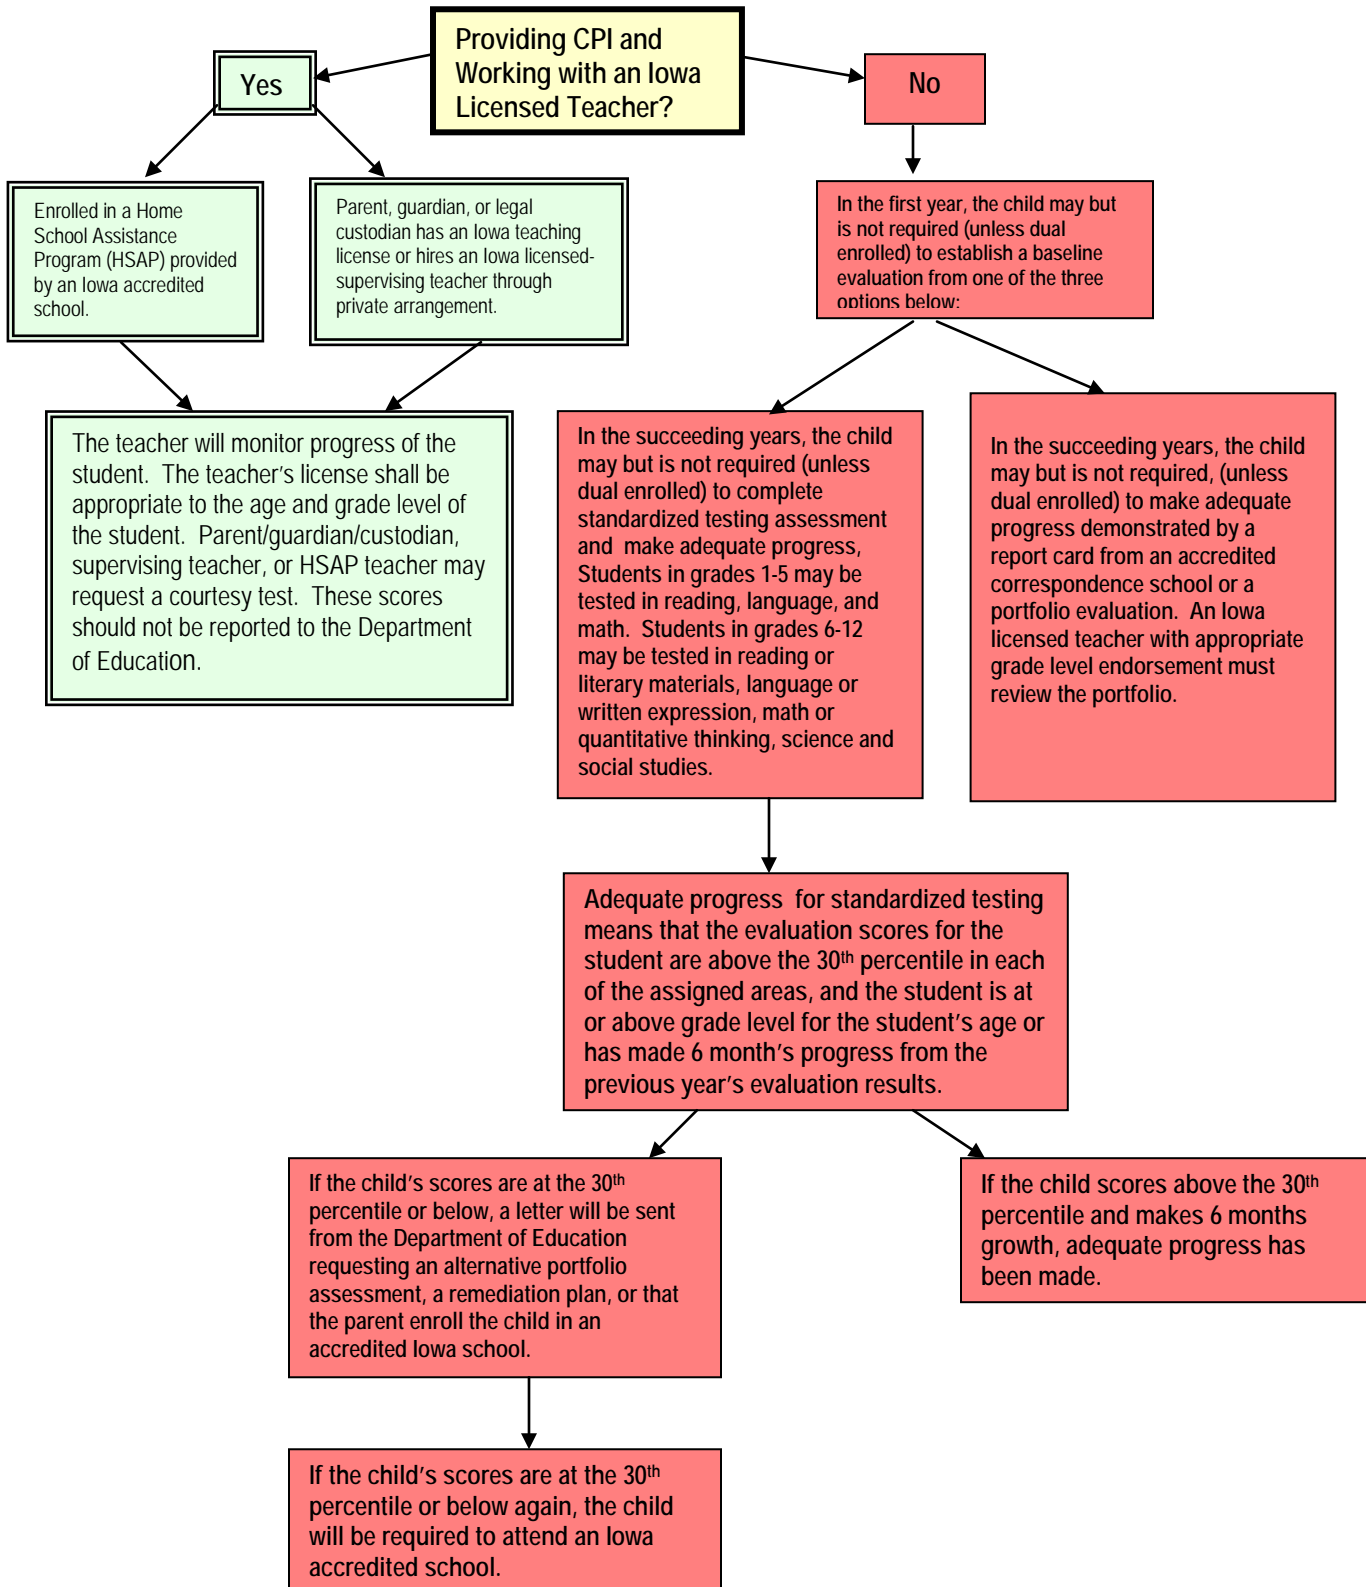 Providing CPI and
Working with an Iowa
Licensed Teacher?
Yes
No
Enrolled in a Home
School Assistance
Program (HSAP) provided
by an Iowa accredited
school.
Parent, guardian, or legal
custodian has an Iowa teaching
license or hires an Iowa licensed-
supervising teacher through
private arrangement.
In the first year, the child may but
is not required (unless dual
enrolled) to establish a baseline
evaluation from one of the three
options below:
The teacher will monitor progress of the
student.  The teacher's license shall be
appropriate to the age and grade level of
the student.  Parent/guardian/custodian,
supervising teacher, or HSAP teacher may
request a courtesy test.  These scores
should not be reported to the Department
of Education.
In the succeeding years, the child
may but is not required (unless
dual enrolled) to complete
standardized testing assessment
and  make adequate progress,
Students in grades 1-5 may be
tested in reading, language, and
math.  Students in grades 6-12
may be tested in reading or
literary materials, language or
written expression, math or
quantitative thinking, science and
social studies.
In the succeeding years, the child
may but is not required, (unless
dual enrolled) to make adequate
progress demonstrated by a
report card from an accredited
correspondence school or a
portfolio evaluation.  An Iowa
licensed teacher with appropriate
grade level endorsement must
review the portfolio.
Adequate progress  for standardized testing
means that the evaluation scores for the
student are above the 30th percentile in each
of the assigned areas, and the student is at
or above grade level for the student's age or
has made 6 month's progress from the
previous year's evaluation results.
If the child's scores are at the 30th
percentile or below, a letter will be sent
from the Department of Education
requesting an alternative portfolio
assessment, a remediation plan, or that
the parent enroll the child in an
accredited Iowa school.
If the child scores above the 30th
percentile and makes 6 months
growth, adequate progress has
been made.
If the child's scores are at the 30th
percentile or below again, the child
will be required to attend an Iowa
accredited school.